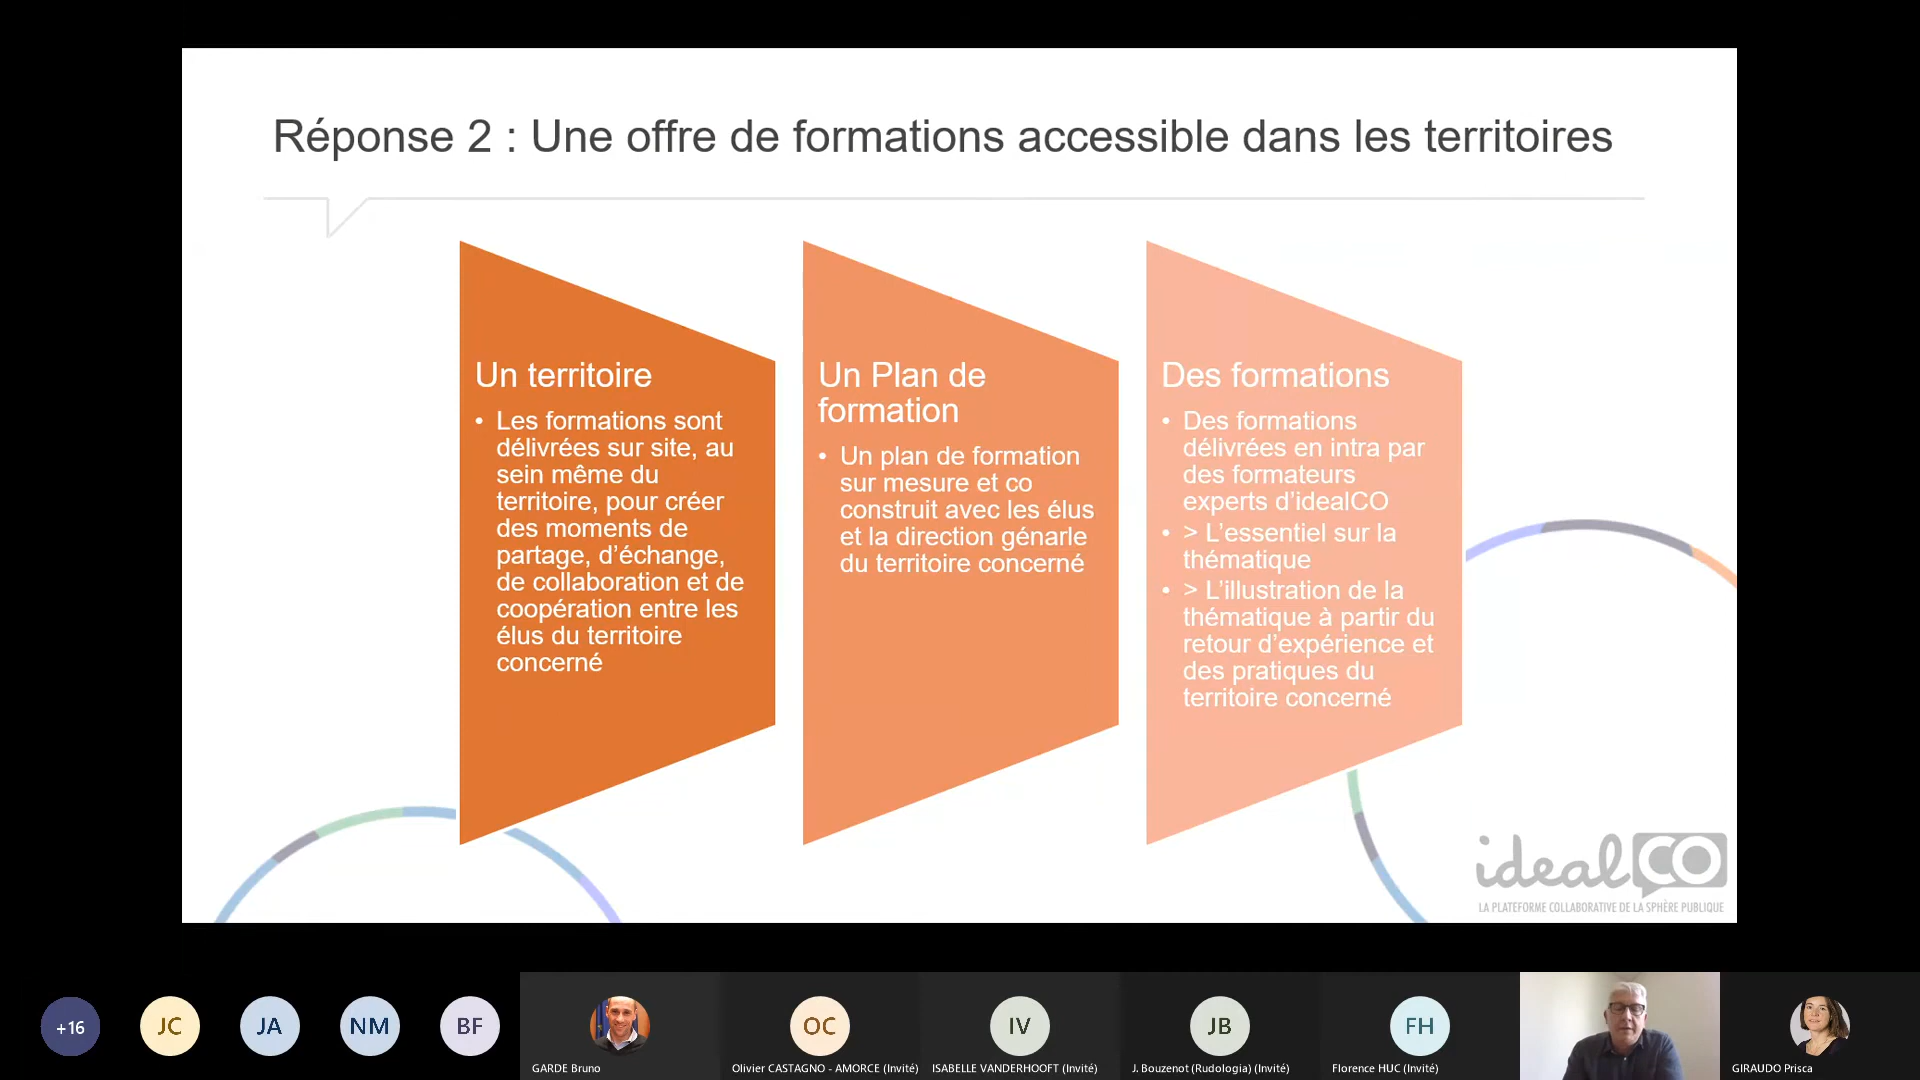 Réponse 2 : Une offre de formations accessible dans les territoires
Un territoire
• Les formations sont
délivrées sur site, au
sein même du
territoire, pour créer
des moments de
partage, d’échange,
de collaboration et de
coopération entre les
élus du territoire
concerné
Un Plan de
formation
• Un plan de formation
sur mesure et co
construit avec les élus
et la direction génarle
du territoire concerné
Des formations
• Des formations
délivrées en intra par
des formateurs
experts d’idealCO
• > L’essentiel sur la
thématique
• > L’illustration de la
thématique à partir du
retour d’expérience et
des pratiques du
territoire concerné
idealCO
LA PLATEFORME COLLABORATIVE DE LA SPHÈRE PUBLIQUE
+16
JC
JA
NM
BF
GARDE Bruno
OC
Olivier CASTAGNO - AMORCE (Invité)
IV
ISABELLE VANDERHOOFT (Invité)
JB
J. Bouzenot (Rudologia) (Invité)
FH
Florence HUC (Invité)
GIRAUDO Prisca